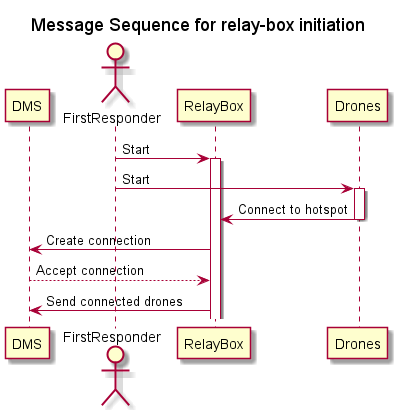 Message Sequence for relay-box initiation
DMS
FirstResponder
RelayBox
Drones
Start
Start
Connect to hotspot
Create connection
Accept connection
Send connected drones
DMS
FirstResponder
RelayBox
Drones